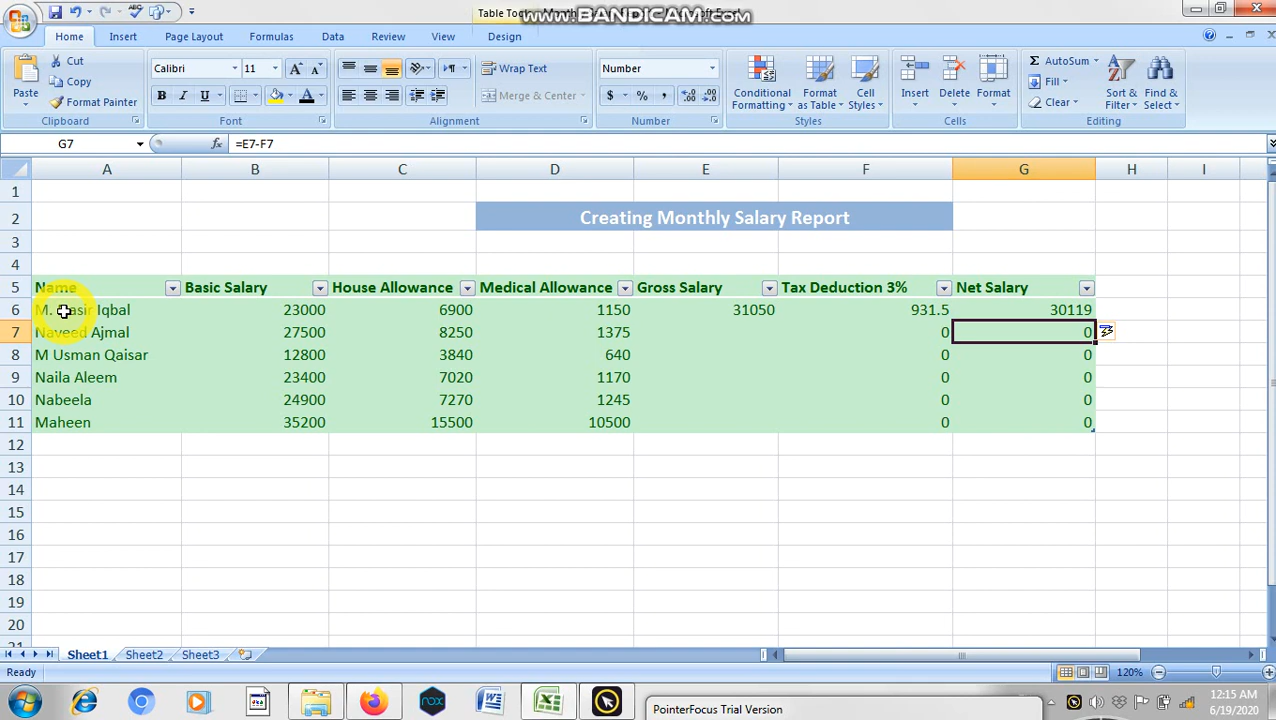 Table Tools
www.BANDICAM.com
Home Insert Page Layout Formulas Data Review View Design
Paste
Cut
Copy
Format Painter
Calibri 11
B I U
Wrap Text
Merge & Center
Number
$ % ,
Conditional Formatting
Format as Table
Cell Styles
Insert Delete Format
Σ AutoSum
Fill
Clear
Sort & Filter
Find & Select
Clipboard Font Alignment Number Styles Cells Editing
G7 fx =E7-F7
A B C D E F G H I
1
2 Creating Monthly Salary Report
3
4
5 Name Basic Salary House Allowance Medical Allowance Gross Salary Tax Deduction 3% Net Salary
6 M. Iqbal 23000 6900 1150 31050 931.5 30119
7 Naveed Ajmal 27500 8250 1375 0 0
8 M Usman Qaisar 12800 3840 640 0 0
9 Naila Aleem 23400 7020 1170 0 0
10 Nabeela 24900 7270 1245 0 0
11 Maheen 35200 15500 10500 0 0
12
13
14
15
16
17
18
19
20
21
Sheet1 Sheet2 Sheet3
Ready 120%
nox
PointerFocus Trial Version
12:15 AM
6/19/2020